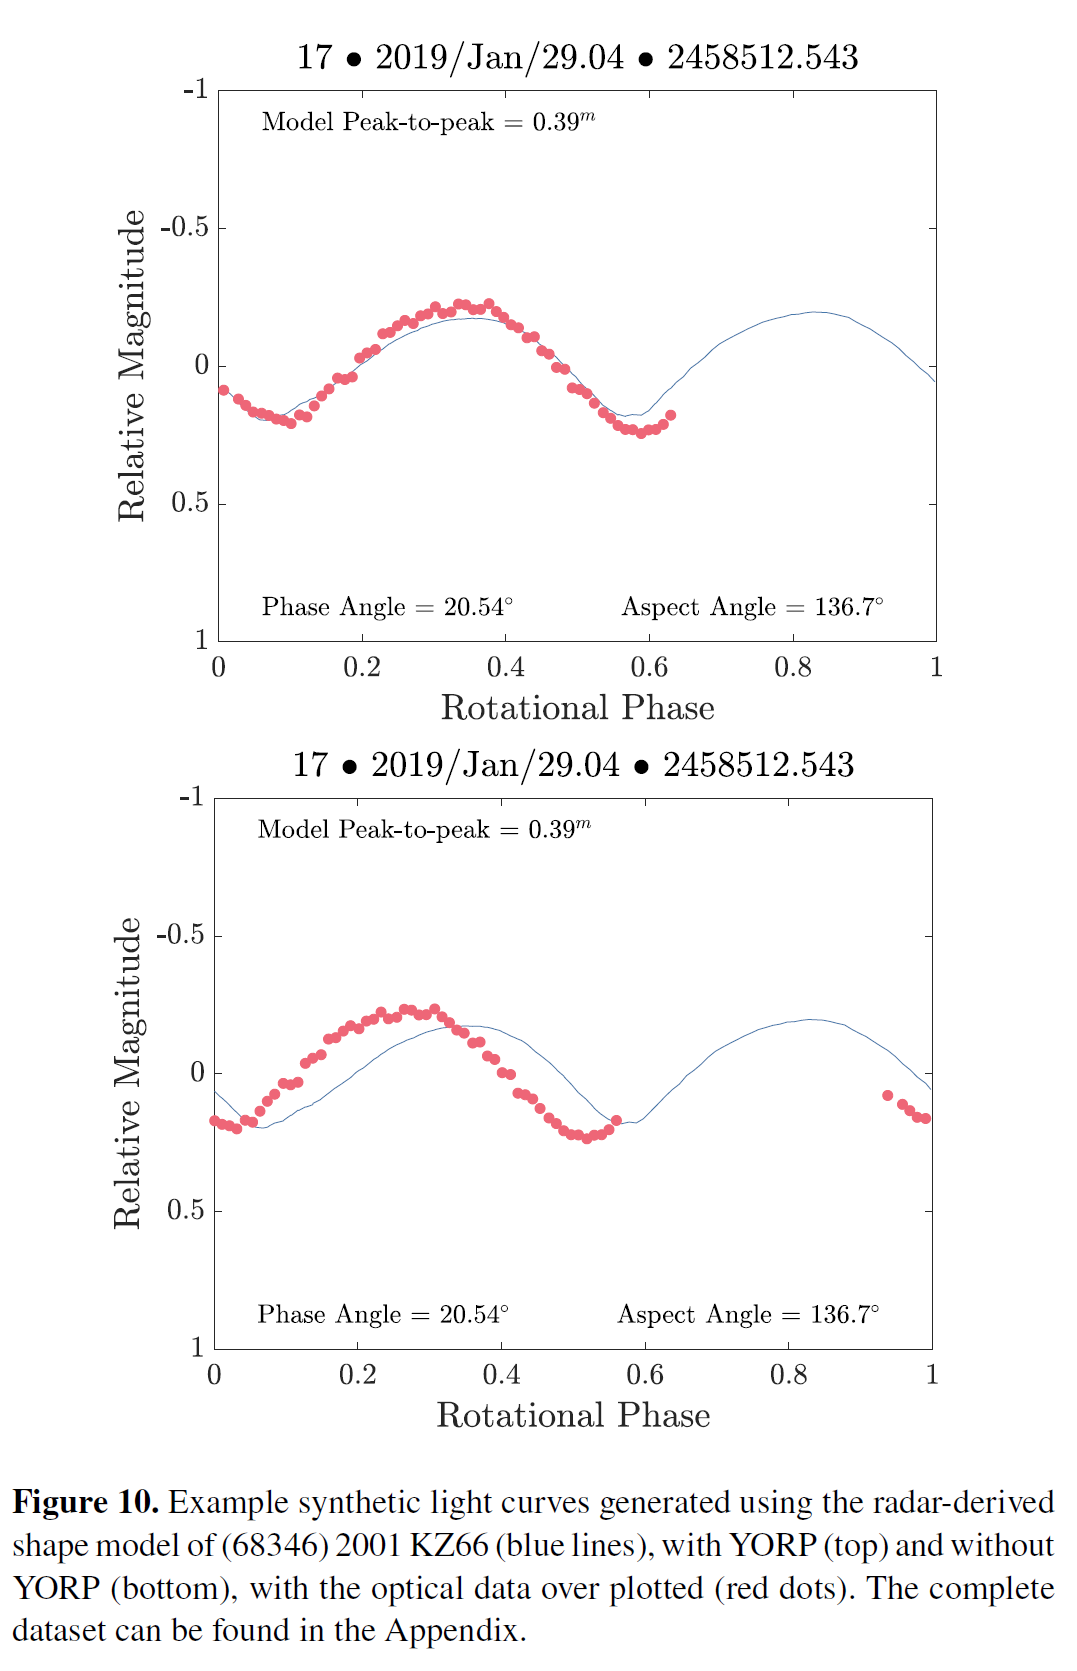 17 • 2019/Jan/29.04 • 2458512.543
-1
Model Peak-to-peak = 0.39ᵐ
-0.5
Relative Magnitude
0
0.5
Phase Angle = 20.54°
Aspect Angle = 136.7°
1
0 0.2 0.4 0.6 0.8 1
Rotational Phase
17 • 2019/Jan/29.04 • 2458512.543
-1
Model Peak-to-peak = 0.39ᵐ
-0.5
Relative Magnitude
0
0.5
Phase Angle = 20.54°
Aspect Angle = 136.7°
1
0 0.2 0.4 0.6 0.8 1
Rotational Phase
Figure 10. Example synthetic light curves generated using the radar-derived
shape model of (68346) 2001 KZ66 (blue lines), with YORP (top) and without
YORP (bottom), with the optical data over plotted (red dots). The complete
dataset can be found in the Appendix.